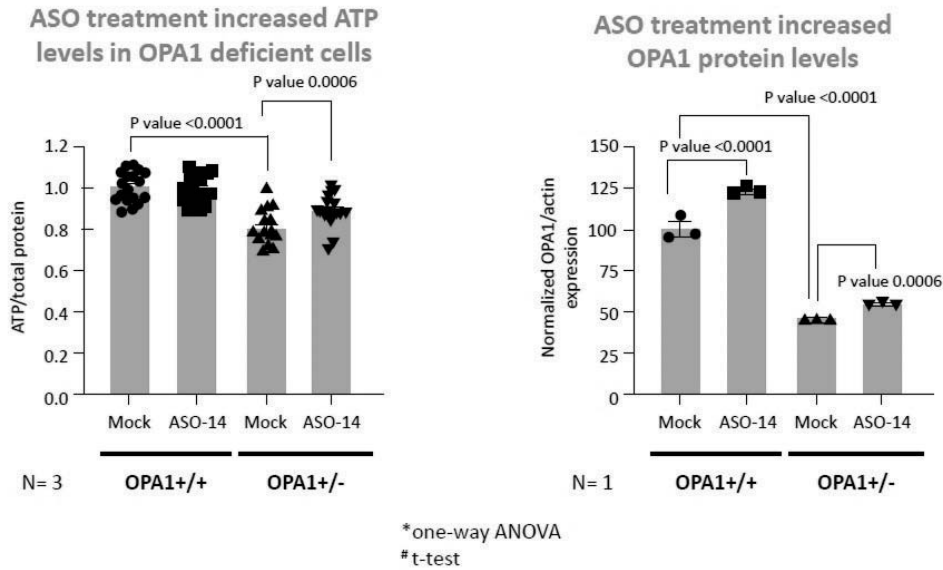 ASO treatment increased ATP
levels in OPA1 deficient cells
P value 0.0006
P value <0.0001
1.2
1.0
0.8
0.6
0.4
0.2
0.0
ATP/total protein
Mock
ASO-14
Mock
ASO-14
N= 3
OPA1+/+
OPA1+/-
ASO treatment increased
OPA1 protein levels
P value <0.0001
P value <0.0001
P value 0.0006
150
125
100
75
50
25
0
Normalized OPA1/actin
expression
Mock
ASO-14
Mock
ASO-14
N= 1
OPA1+/+
OPA1+/-
*one-way ANOVA
# t-test